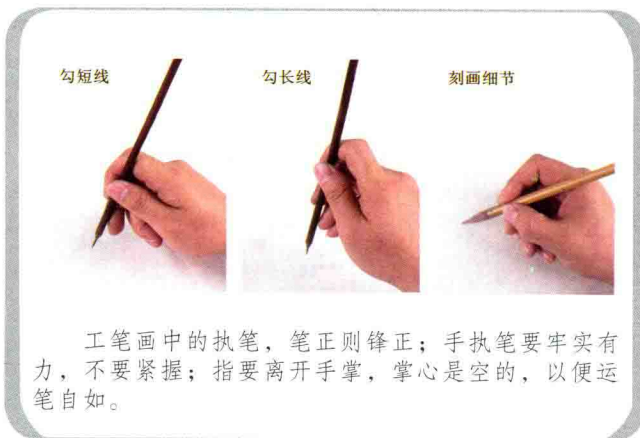 勾短线
勾长线
刻画细节
工笔画中的执笔，笔正则锋正；手执笔要牢实有
力，不要紧握；指要离开手掌，掌心是空的，以便运
笔自如。